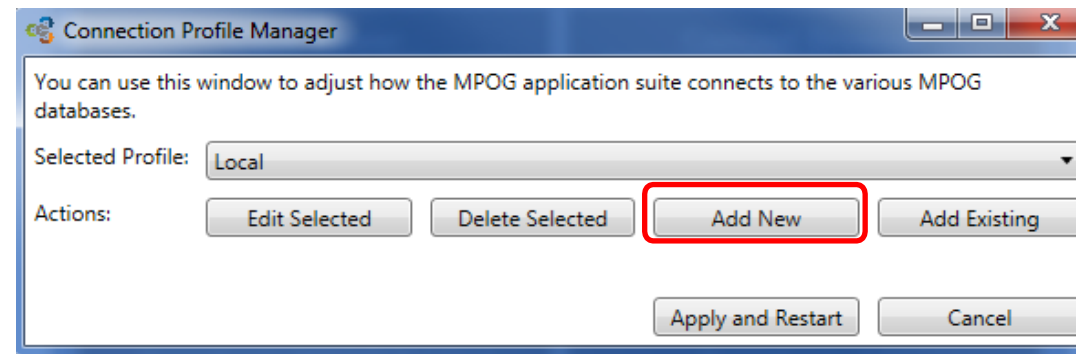 Connection Profile Manager
You can use this window to adjust how the MPOG application suite connects to the various MPOG
databases.
Selected Profile: Local
Actions: Edit Selected Delete Selected Add New Add Existing
Apply and Restart Cancel